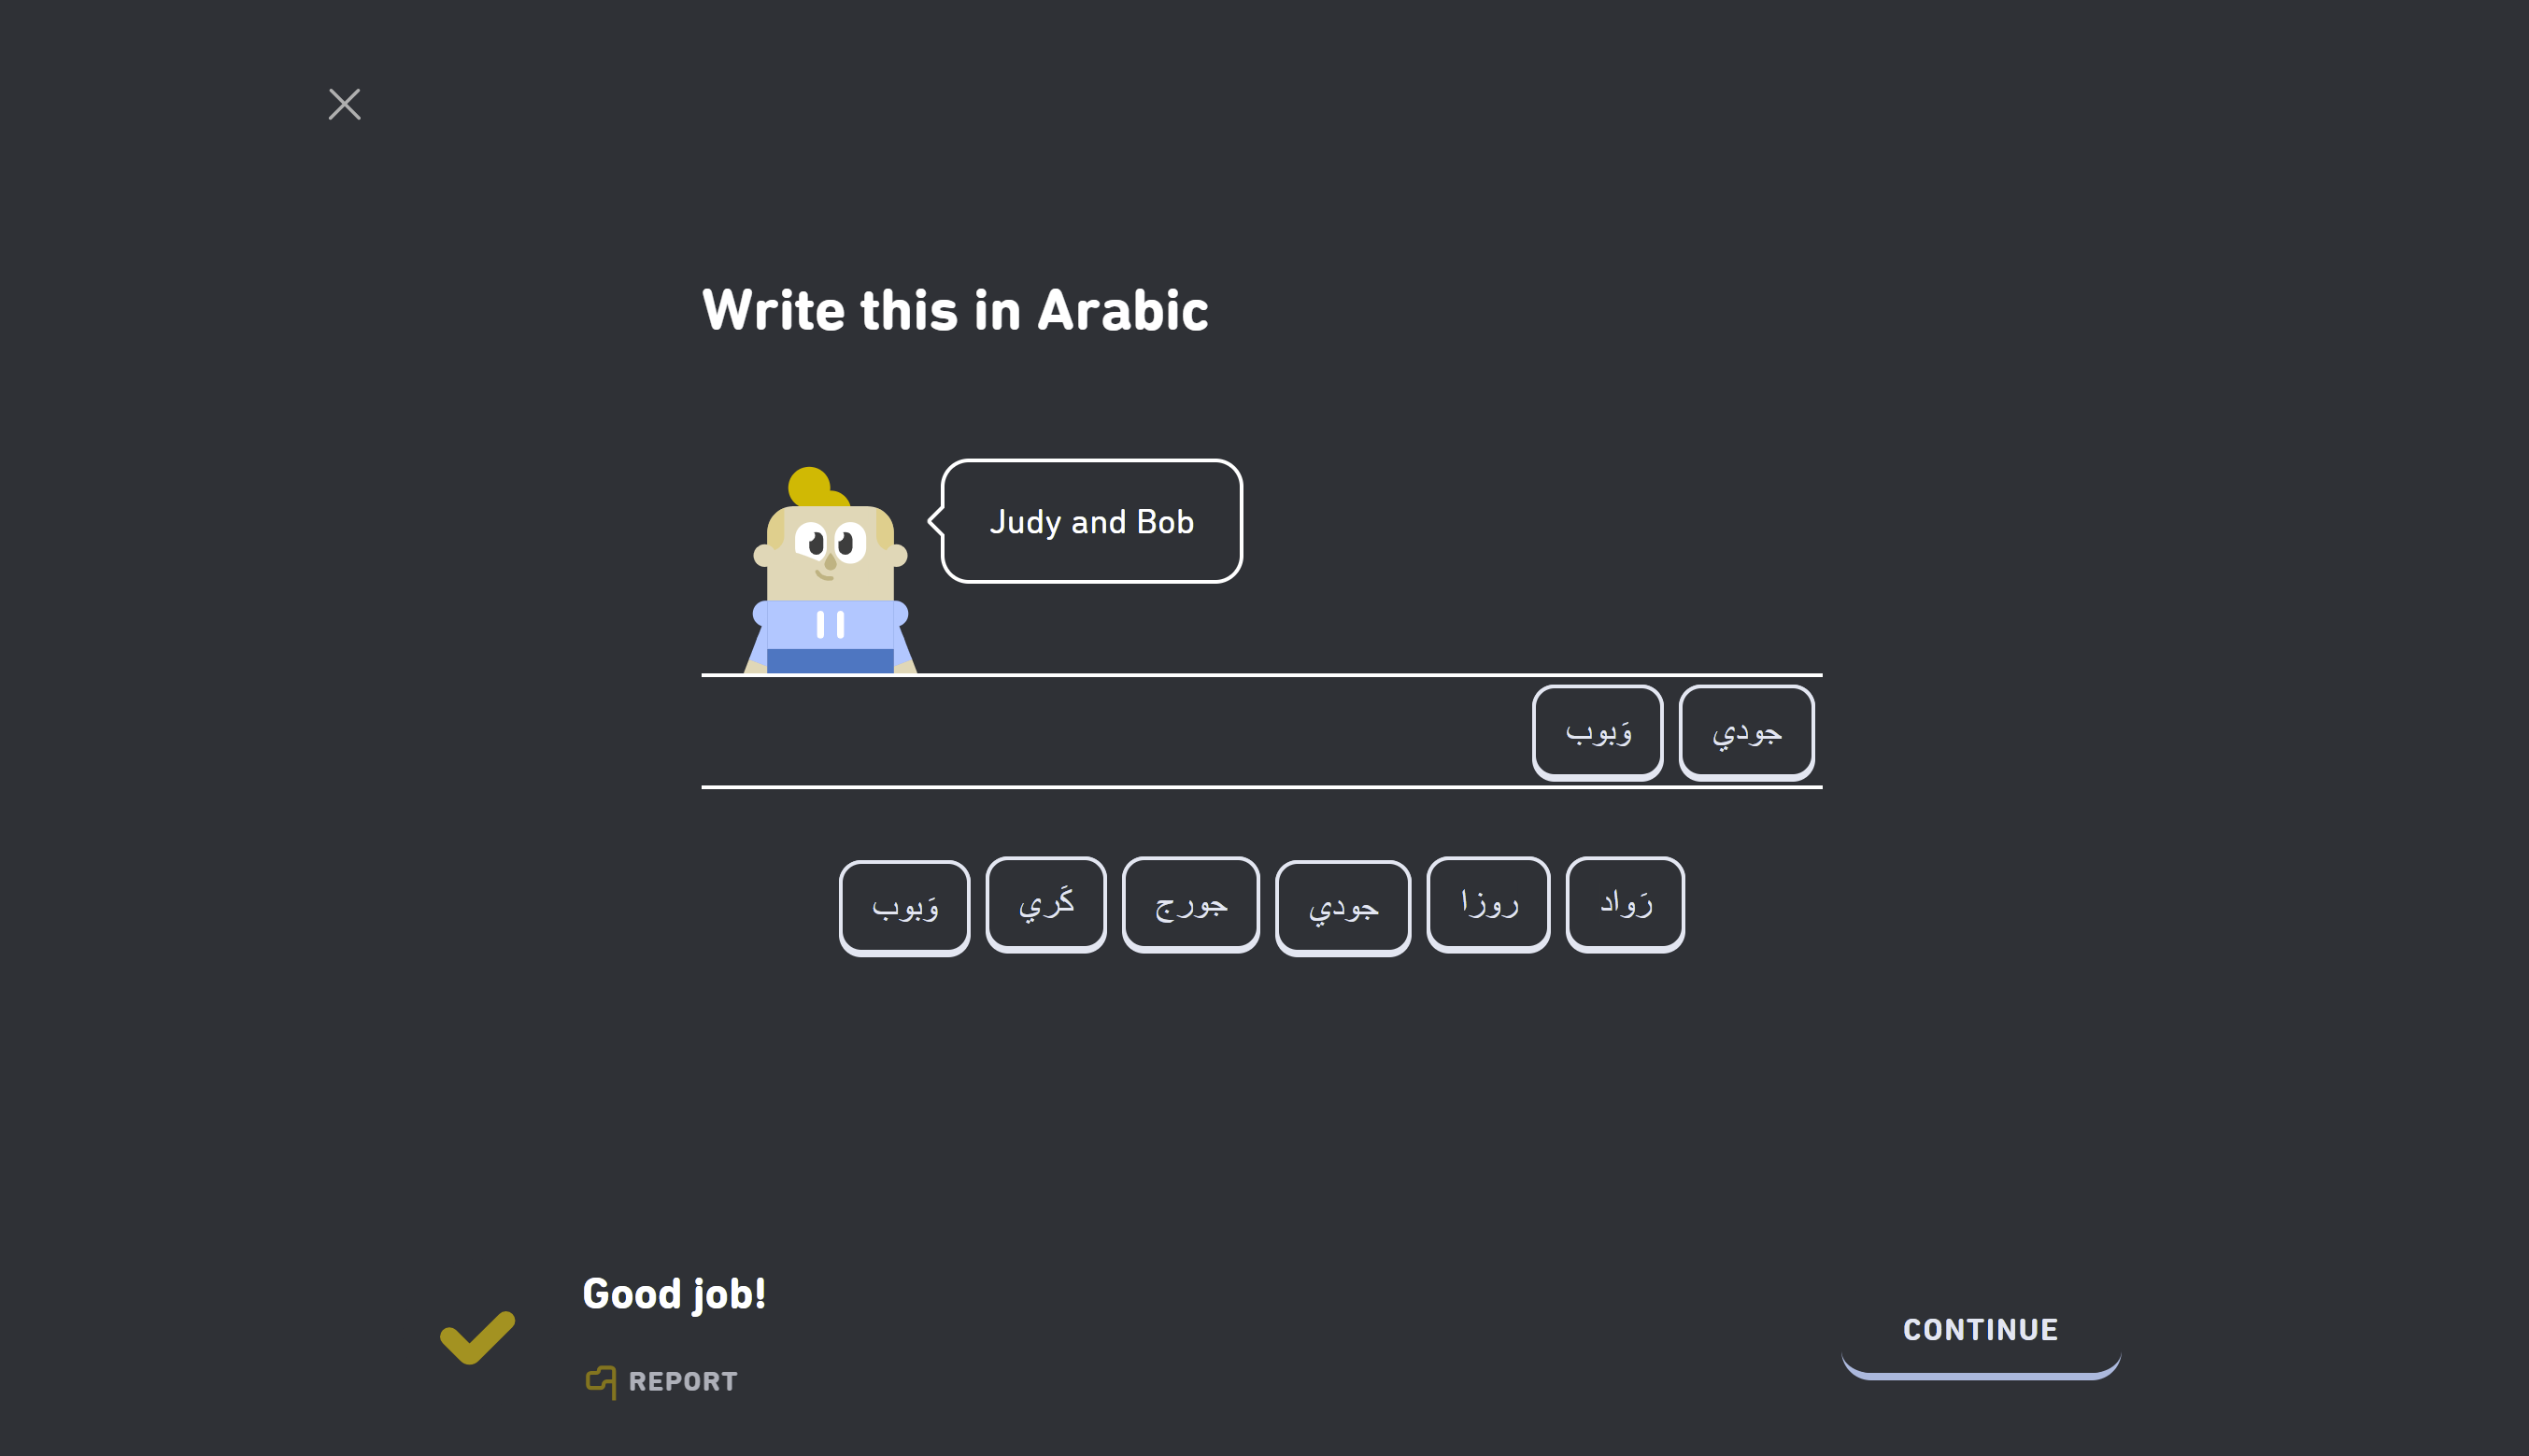 Write this in Arabic
Judy and Bob
جودي وَبوب
رَواد روزا جودي جورج كَري وَبوب
Good job!
REPORT
CONTINUE